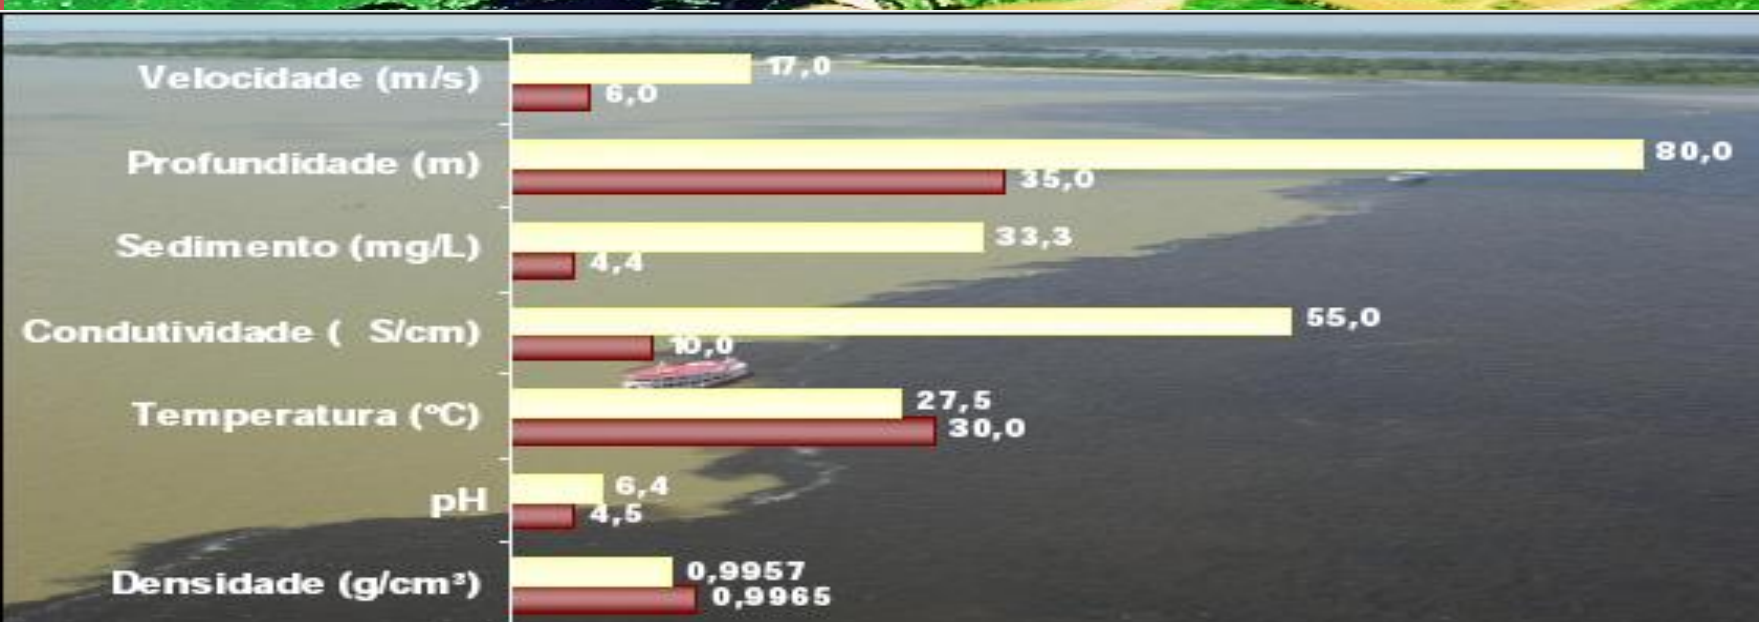 Velocidade (m/s)
17,0
6,0
Profundidade (m)
80,0
35,0
Sedimento (mg/L)
33,3
4,4
Condutividade ( S/cm)
55,0
10,0
Temperatura (ºC)
27,5
30,0
pH
6,4
4,5
Densidade (g/cm³)
0,9957
0,9965